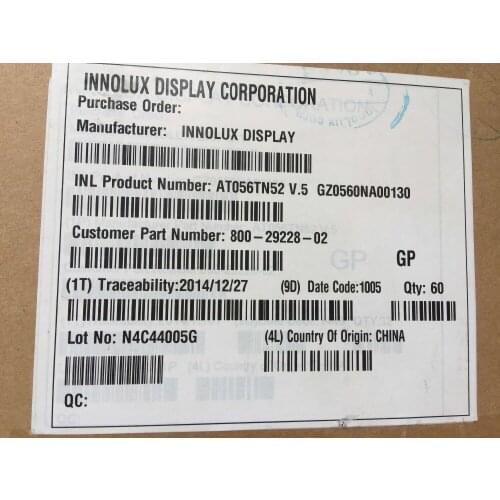 INNOLUX DISPLAY CORPORATION
Purchase Order:
Manufacturer: INNOLUX DISPLAY
INL Product Number: AT056TN52 V.5 GZ0560NA00130
Customer Part Number: 800-29228-02
GP GP
(1T) Traceability:2014/12/27 (9D) Date Code:1005 Qty: 60
Lot No: N4C44005G (4L) Country Of Origin: CHINA
QC: